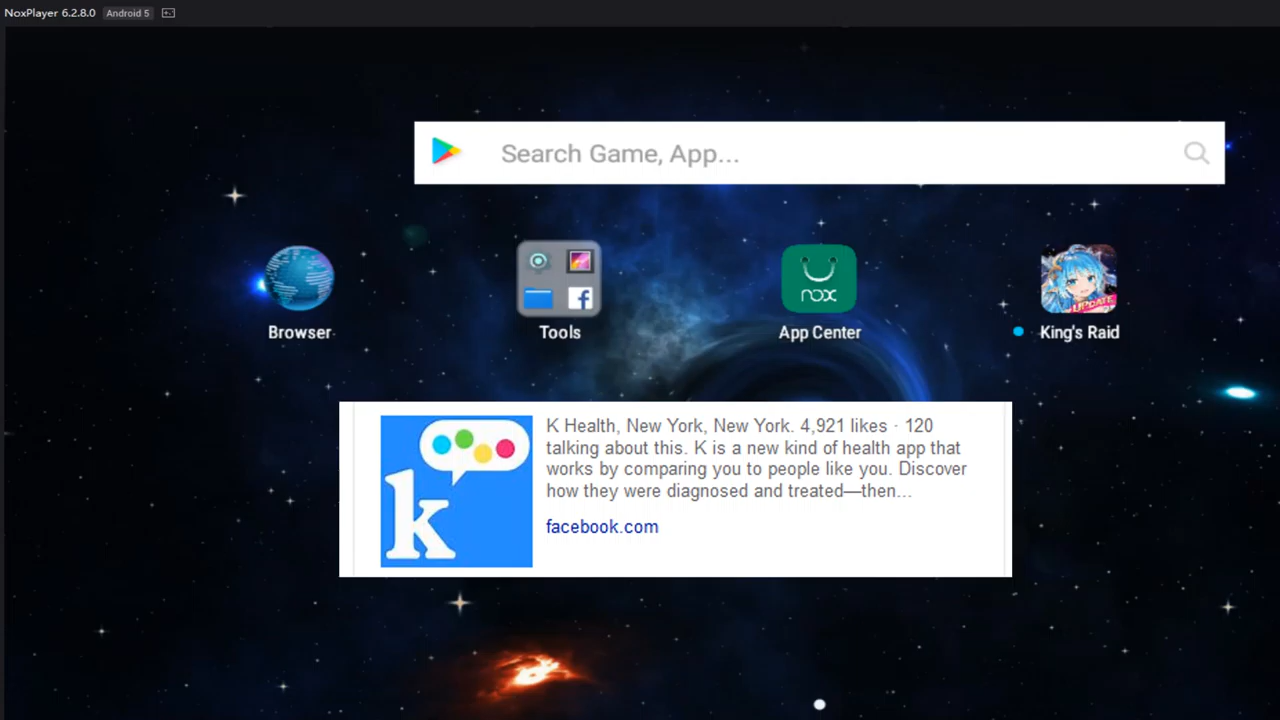 NoxPlayer 6.2.8.0 Android 5
Search Game, App...
nox
UPDATE
Browser
Tools
App Center
King's Raid
k
K Health, New York, New York. 4,921 likes · 120
talking about this. K is a new kind of health app that
works by comparing you to people like you. Discover
how they were diagnosed and treated—then...
facebook.com